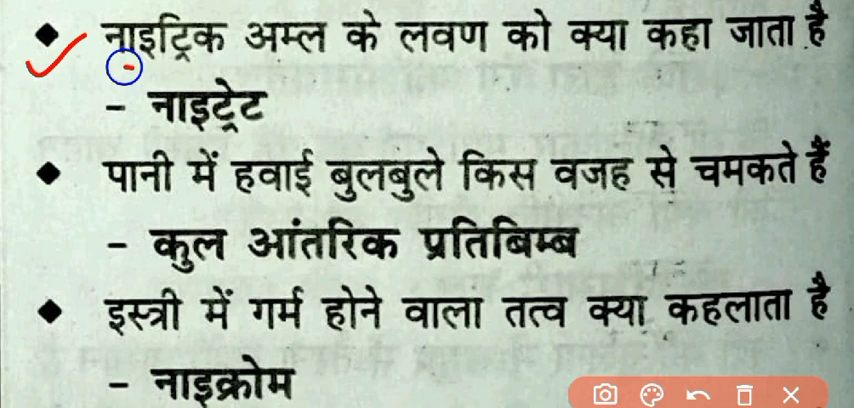 ◆ नाइट्रिक अम्ल के लवण को क्या कहा जाता है
- नाइट्रेट
◆ पानी में हवाई बुलबुले किस वजह से चमकते हैं
- कुल आंतरिक प्रतिबिम्ब
◆ इस्त्री में गर्म होने वाला तत्व क्या कहलाता है
- नाइक्रोम